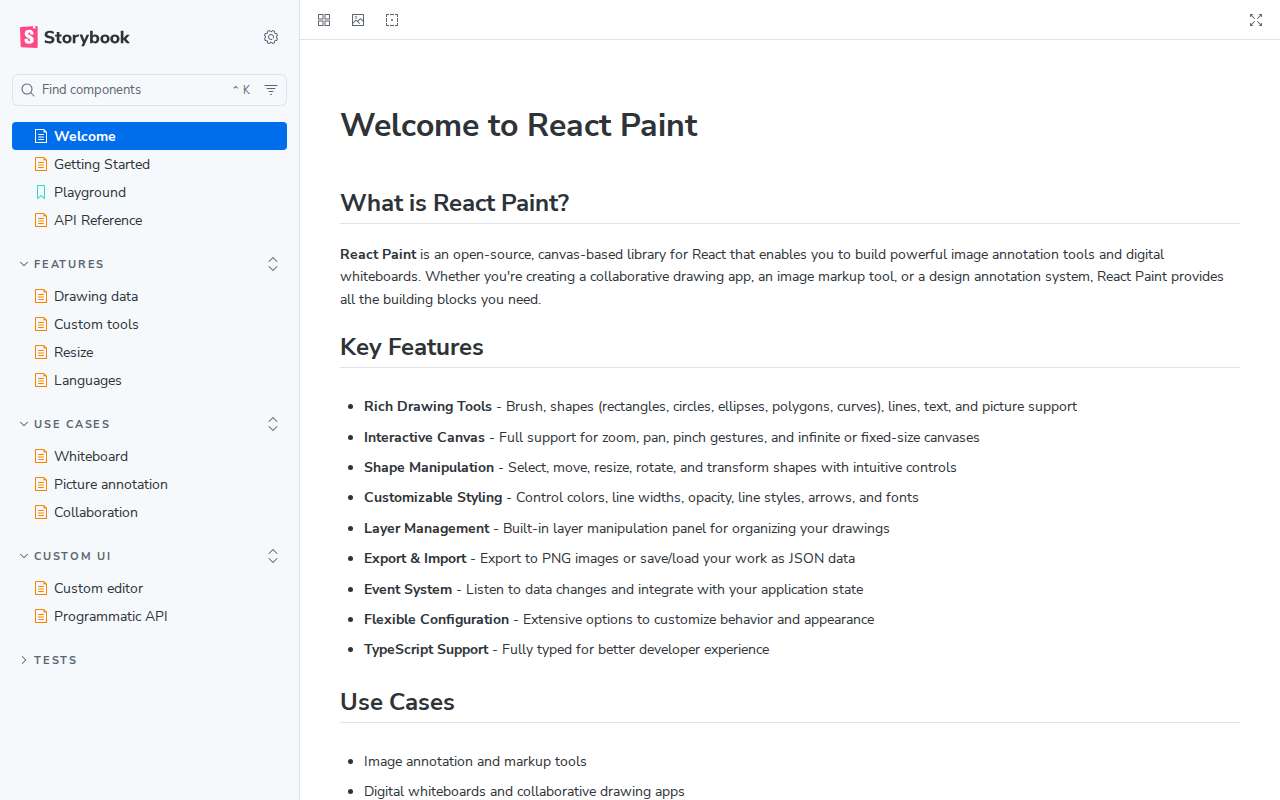 Storybook
Find components
⌃ K
Welcome
Getting Started
Playground
API Reference
FEATURES
Drawing data
Custom tools
Resize
Languages
USE CASES
Whiteboard
Picture annotation
Collaboration
CUSTOM UI
Custom editor
Programmatic API
TESTS
Welcome to React Paint
What is React Paint?
React Paint is an open-source, canvas-based library for React that enables you to build powerful image annotation tools and digital
whiteboards. Whether you're creating a collaborative drawing app, an image markup tool, or a design annotation system, React Paint provides
all the building blocks you need.
Key Features
• Rich Drawing Tools - Brush, shapes (rectangles, circles, ellipses, polygons, curves), lines, text, and picture support
• Interactive Canvas - Full support for zoom, pan, pinch gestures, and infinite or fixed-size canvases
• Shape Manipulation - Select, move, resize, rotate, and transform shapes with intuitive controls
• Customizable Styling - Control colors, line widths, opacity, line styles, arrows, and fonts
• Layer Management - Built-in layer manipulation panel for organizing your drawings
• Export & Import - Export to PNG images or save/load your work as JSON data
• Event System - Listen to data changes and integrate with your application state
• Flexible Configuration - Extensive options to customize behavior and appearance
• TypeScript Support - Fully typed for better developer experience
Use Cases
• Image annotation and markup tools
• Digital whiteboards and collaborative drawing apps